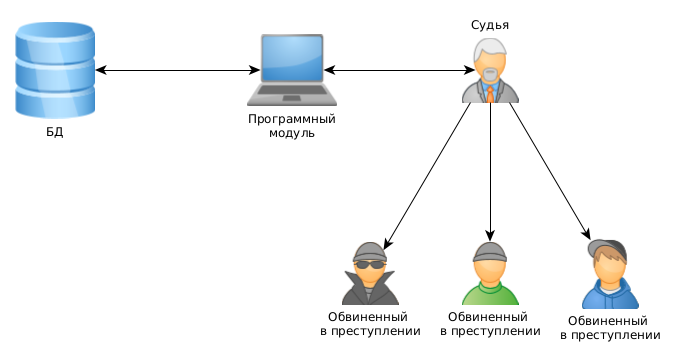 Судья
БД
Программный
модуль
Обвиненный
в преступлении
Обвиненный
в преступлении
Обвиненный
в преступлении